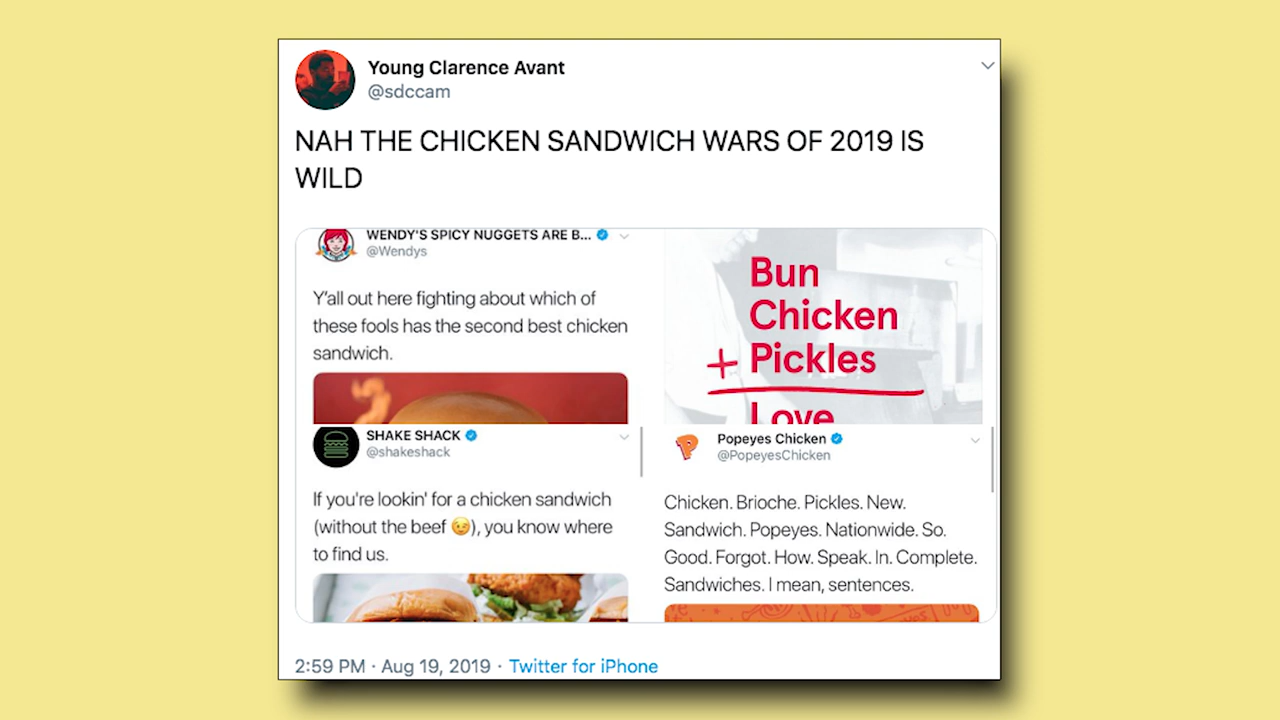 Young Clarence Avant
@sdccam
NAH THE CHICKEN SANDWICH WARS OF 2019 IS
WILD
WENDY'S SPICY NUGGETS ARE B...
@Wendys
Y'all out here fighting about which of
these fools has the second best chicken
sandwich.
Bun
Chicken
+ Pickles
Love
SHAKE SHACK
@shakeshack
If you're lookin' for a chicken sandwich
(without the beef 😉), you know where
to find us.
Popeyes Chicken
@PopeyesChicken
Chicken. Brioche. Pickles. New.
Sandwich. Popeyes. Nationwide. So.
Good. Forgot. How. Speak. In. Complete.
Sandwiches. I mean, sentences.
2:59 PM · Aug 19, 2019 · Twitter for iPhone